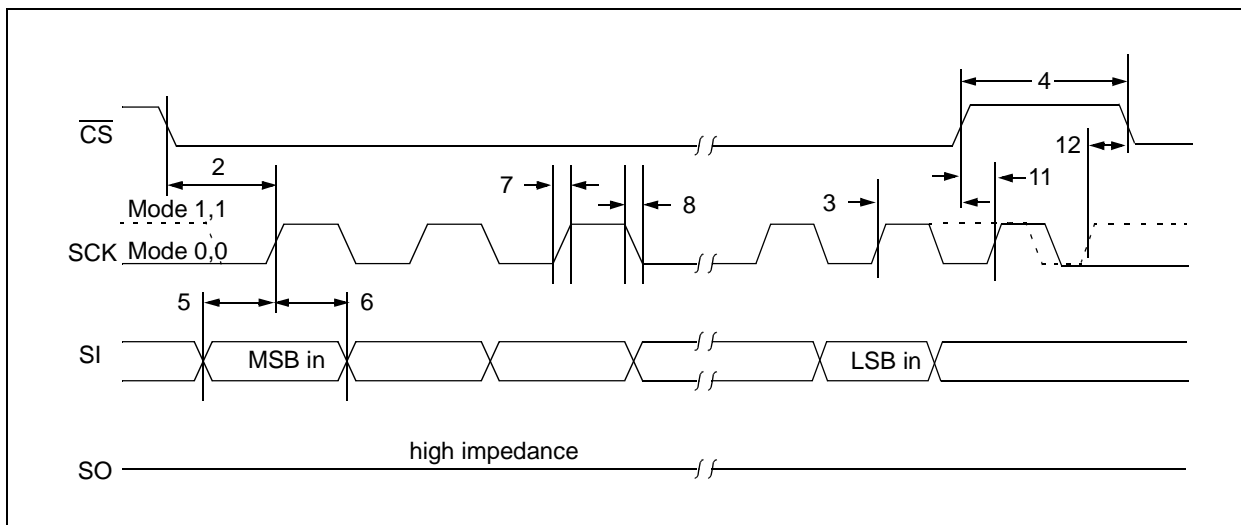 4
CS
12
2
7
8
3
11
Mode 1,1
SCK
Mode 0,0
5
6
SI
MSB in
LSB in
high impedance
SO